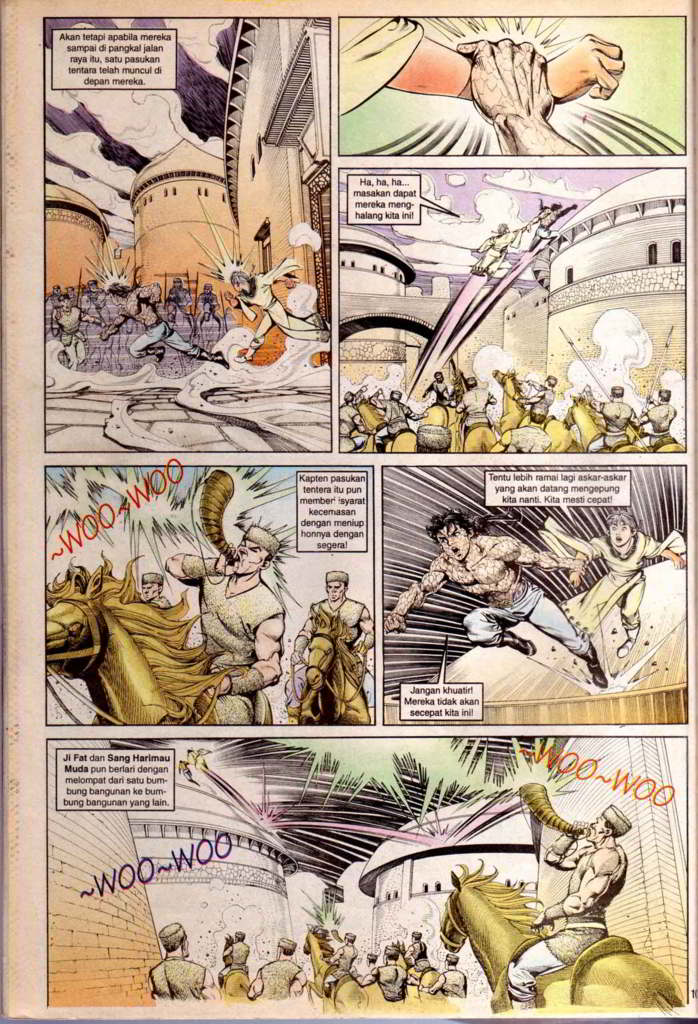 Akan tetapi apabila mereka
sampai di pangkal jalan
raya itu, satu pasukan
tentara telah muncul di
depan mereka.
Ha, ha, ha...
masakan dapat
mereka meng-
halang kita ini!
~WOO~WOO
Kapten pasukan
tentera itu pun
memberi isyarat
kecemasan
dengan meniup
honnya dengan
segera!
Tentu lebih ramai lagi askar-askar
yang akan datang mengepung
kita nanti. Kita mesti cepat!
Jangan khuatir!
Mereka tidak akan
secepat kita ini!
Ji Fat dan Sang Harimau
Muda pun berlari dengan
melompat dari satu bum-
bung bangunan ke bum-
bung bangunan yang lain.
~WOO~WOO
~WOO~WOO